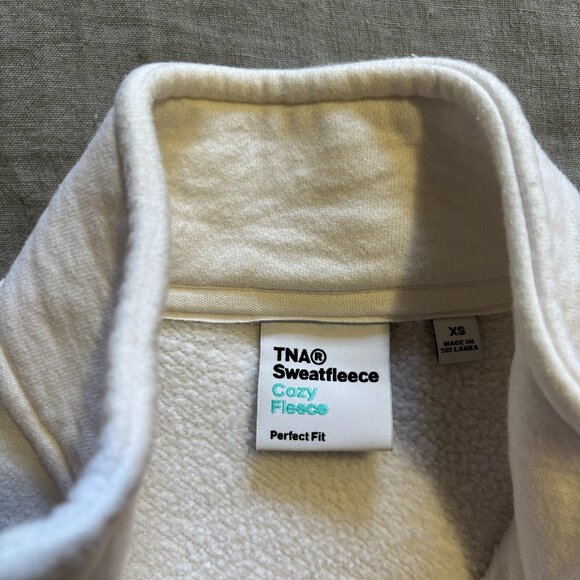 TNA®
Sweatfleece
Cozy
Fleece
Perfect Fit
XS
MADE IN
SRI LANKA